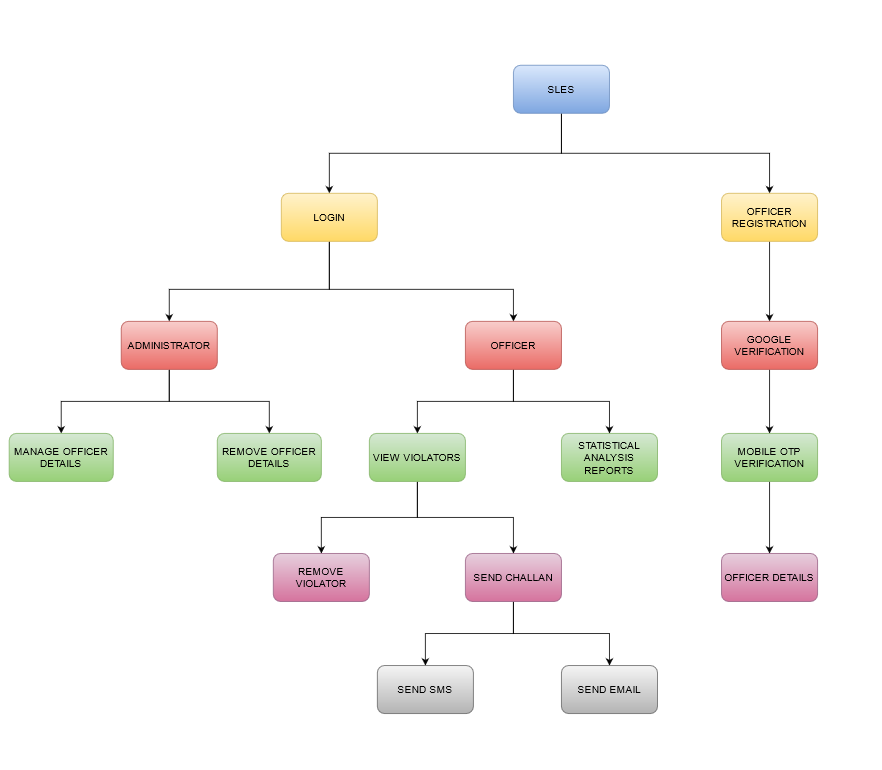 SLES
LOGIN
OFFICER
REGISTRATION
ADMINISTRATOR
OFFICER
GOOGLE
VERIFICATION
MANAGE OFFICER
DETAILS
REMOVE OFFICER
DETAILS
VIEW VIOLATORS
STATISTICAL
ANALYSIS
REPORTS
MOBILE OTP
VERIFICATION
REMOVE
VIOLATOR
SEND CHALLAN
OFFICER DETAILS
SEND SMS
SEND EMAIL